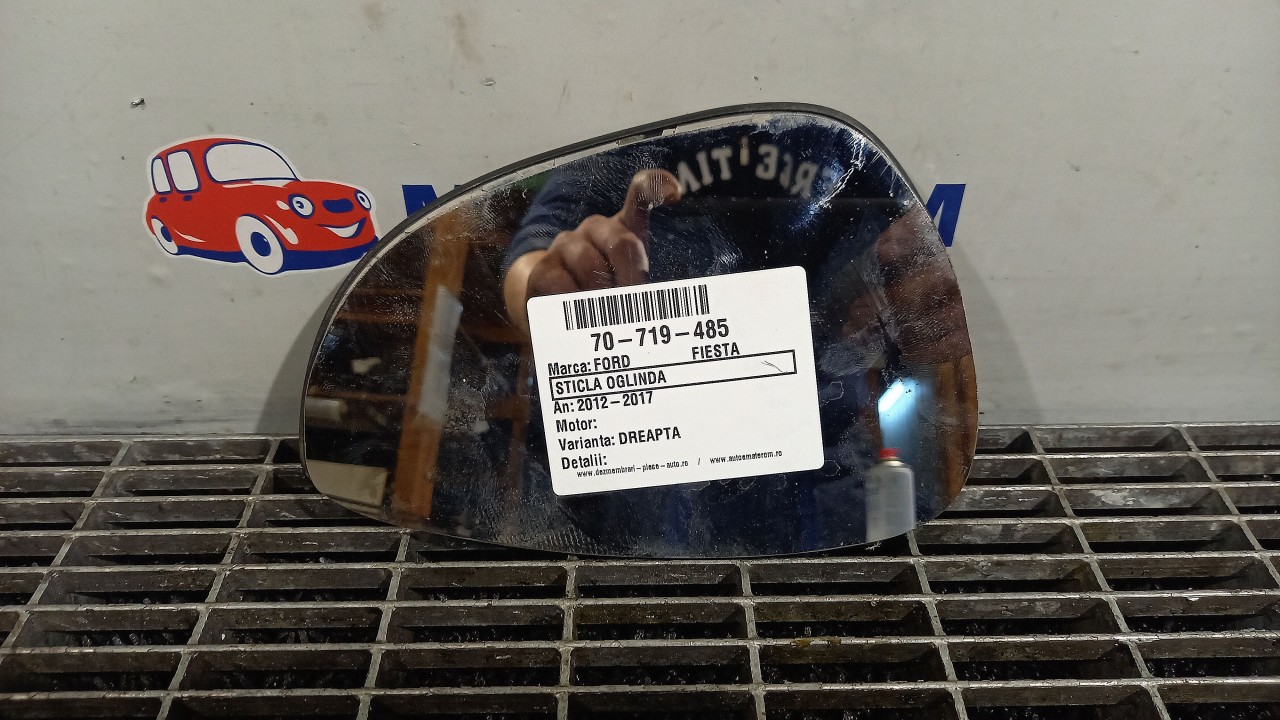 M
M
70-719-485
Marca: FORD FIESTA
STICLA OGLINDA
An: 2012-2017
Motor:
Varianta: DREAPTA
Detalii:
www.dezmembrari-piese-auto.ro / www.autoematerom.ro